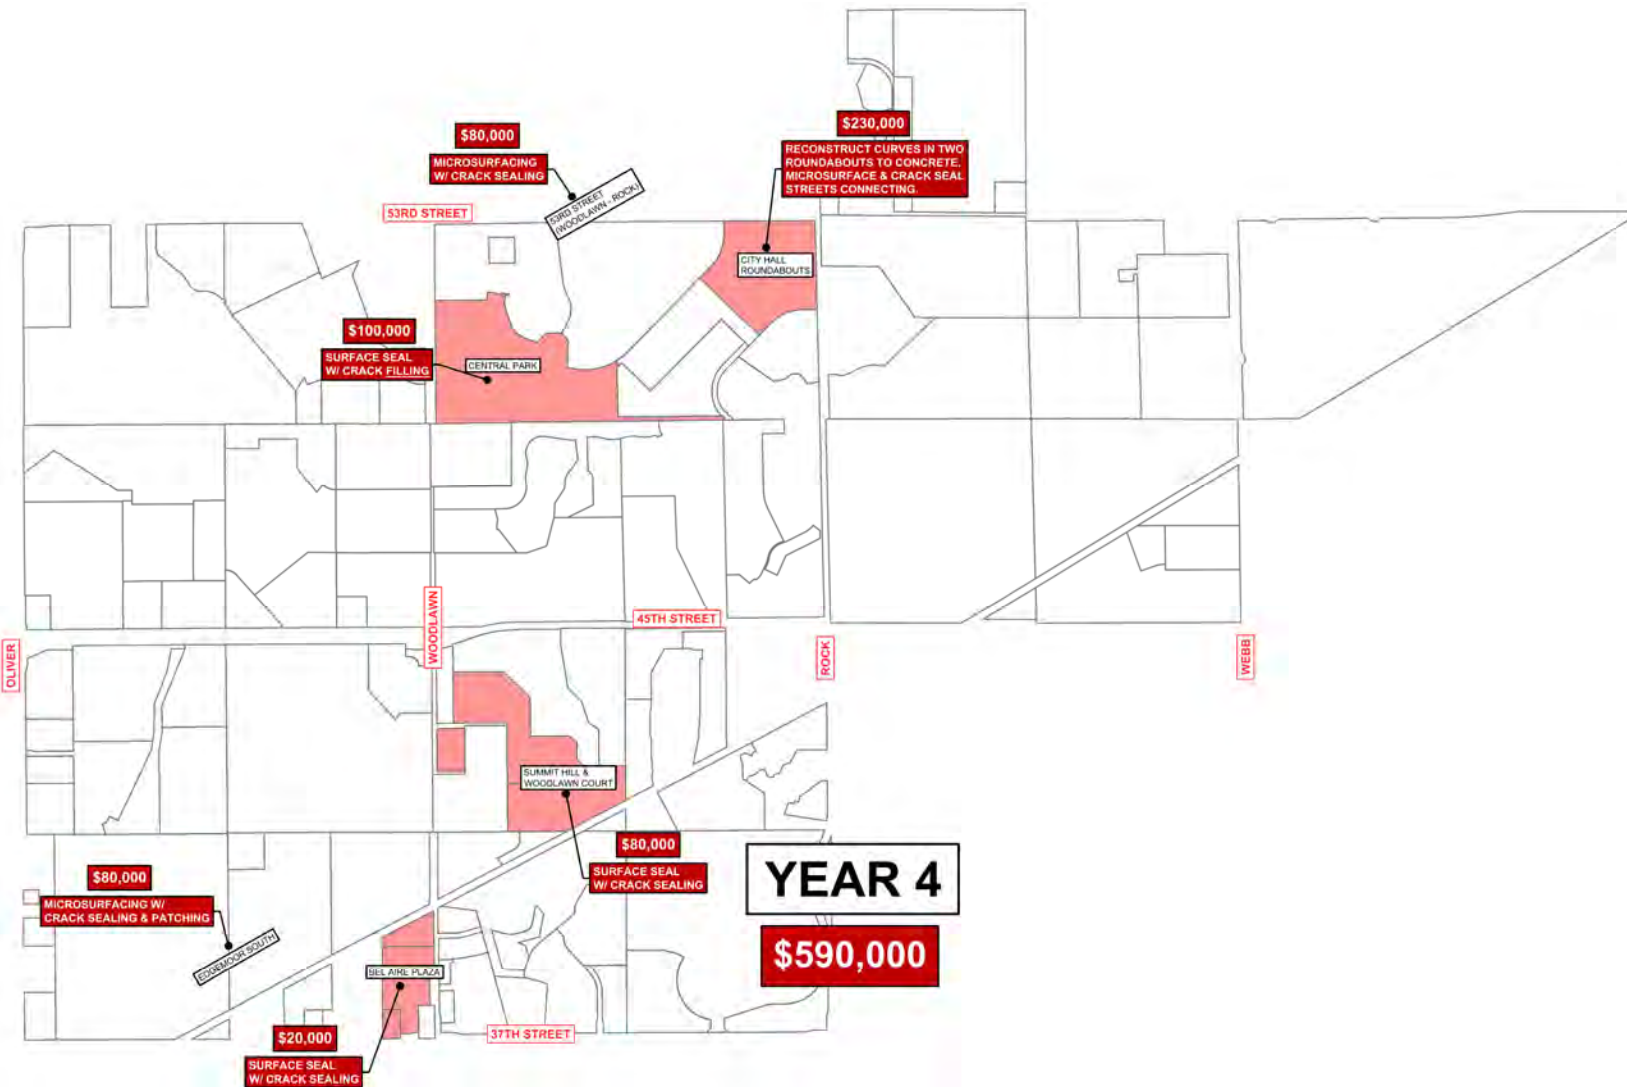 $80,000
MICROSURFACING
W/ CRACK SEALING
53RD STREET
(WOODLAWN - ROCK)
$230,000
RECONSTRUCT CURVES IN TWO
ROUNDABOUTS TO CONCRETE.
MICROSURFACE & CRACK SEAL
STREETS CONNECTING.
53RD STREET
CITY HALL
ROUNDABOUTS
$100,000
SURFACE SEAL
W/ CRACK FILLING
CENTRAL PARK
WOODLAWN
45TH STREET
OLIVER
ROCK
WEBB
SUMMIT HILL &
WOODLAWN COURT
$80,000
SURFACE SEAL
W/ CRACK SEALING
YEAR 4
$590,000
$80,000
MICROSURFACING W/
CRACK SEALING & PATCHING
EDGEMOOR SOUTH
BEL AIRE PLAZA
$20,000
SURFACE SEAL
W/ CRACK SEALING
37TH STREET